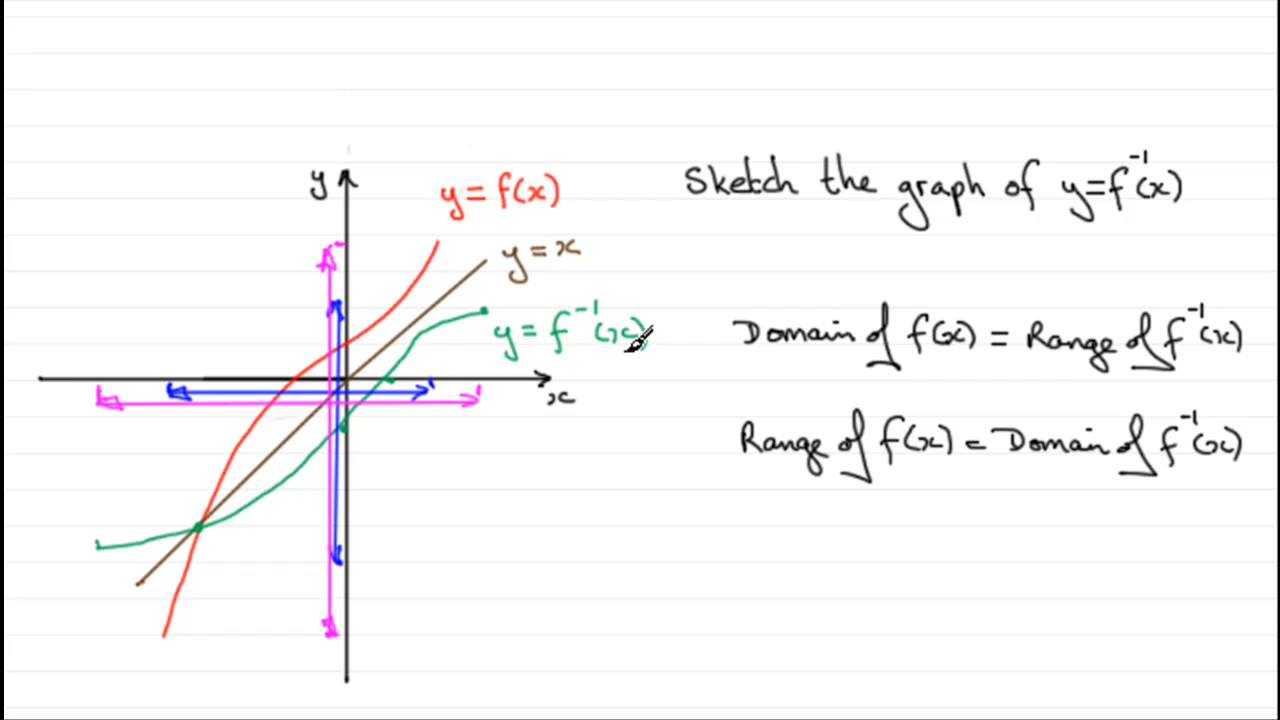 Sketch the graph of y=f⁻¹(x)
y
y = f(x)
y = x
y = f⁻¹(x)
x
Domain of f(x) = Range of f⁻¹(x)
Range of f(x) = Domain of f⁻¹(x)